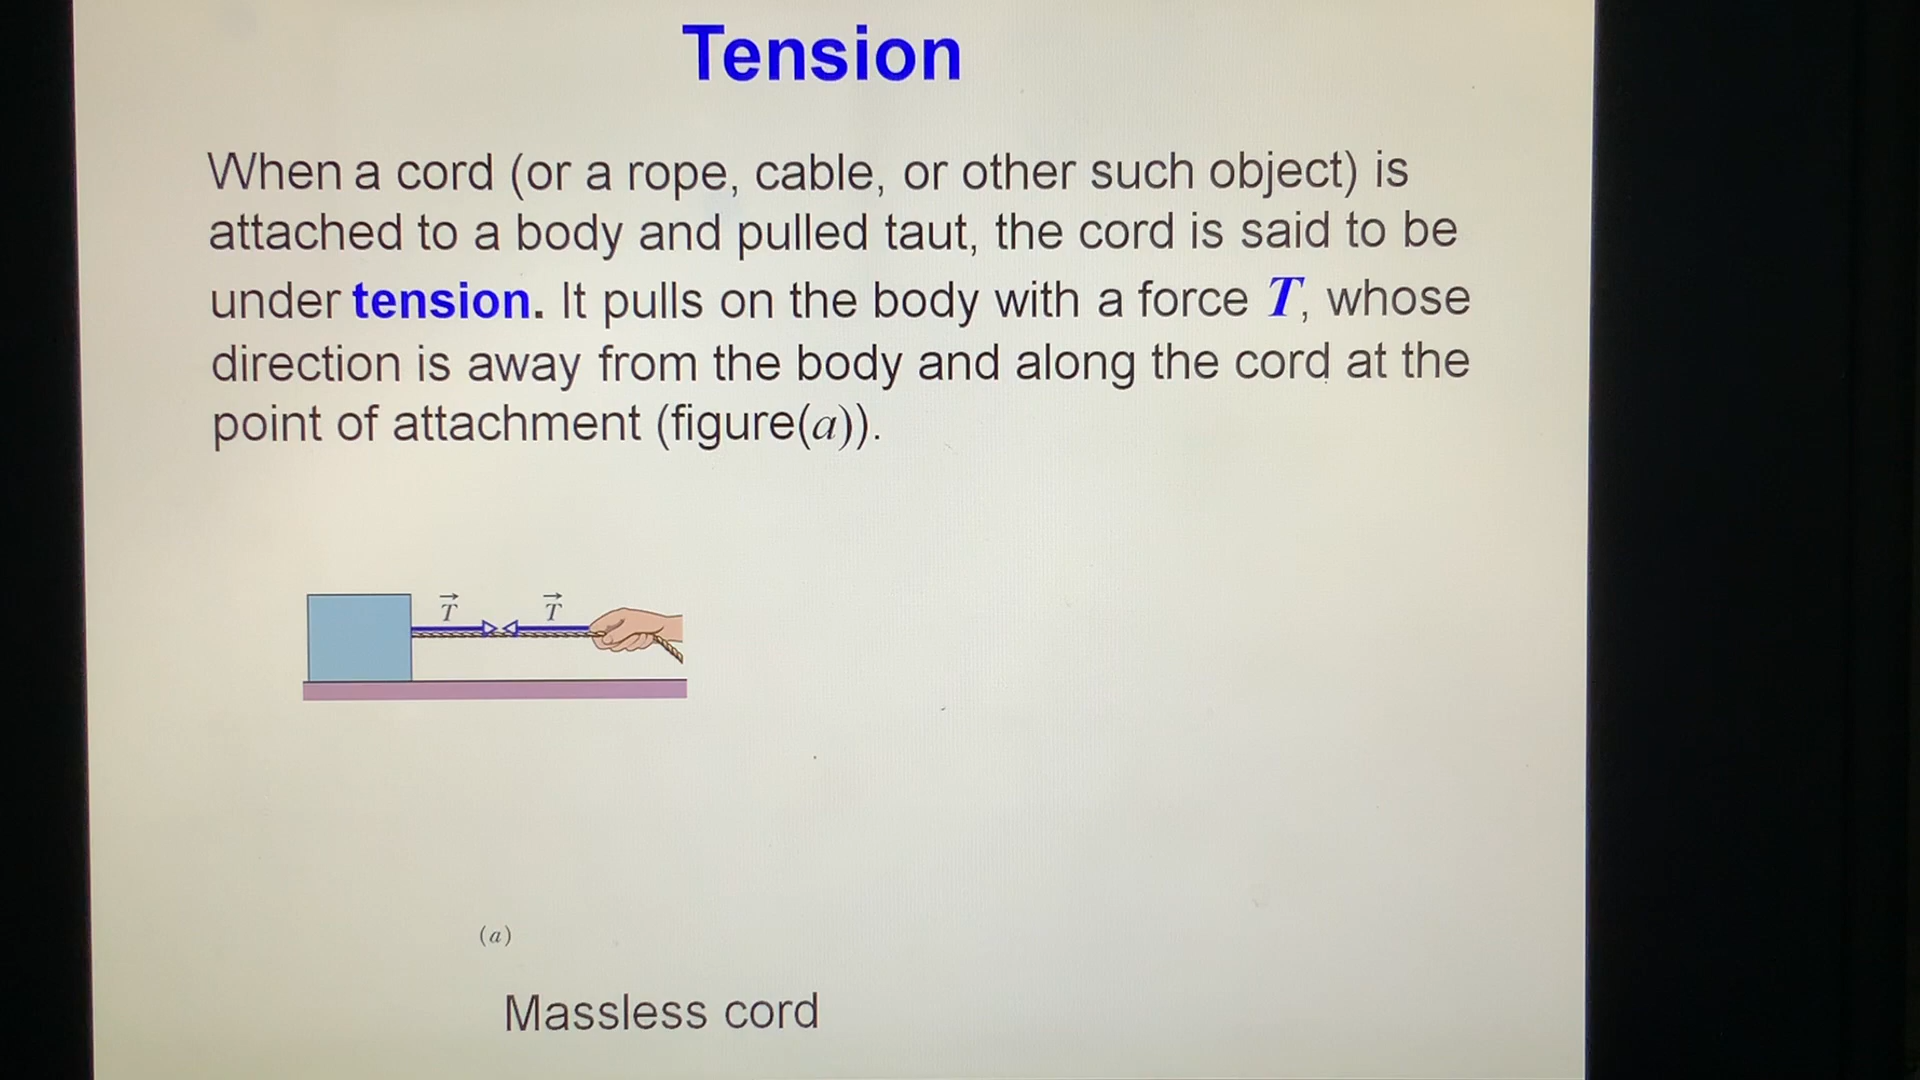 Tension
When a cord (or a rope, cable, or other such object) is
attached to a body and pulled taut, the cord is said to be
under tension. It pulls on the body with a force T, whose
direction is away from the body and along the cord at the
point of attachment (figure(a)).
T⃗ T⃗
(a)
Massless cord